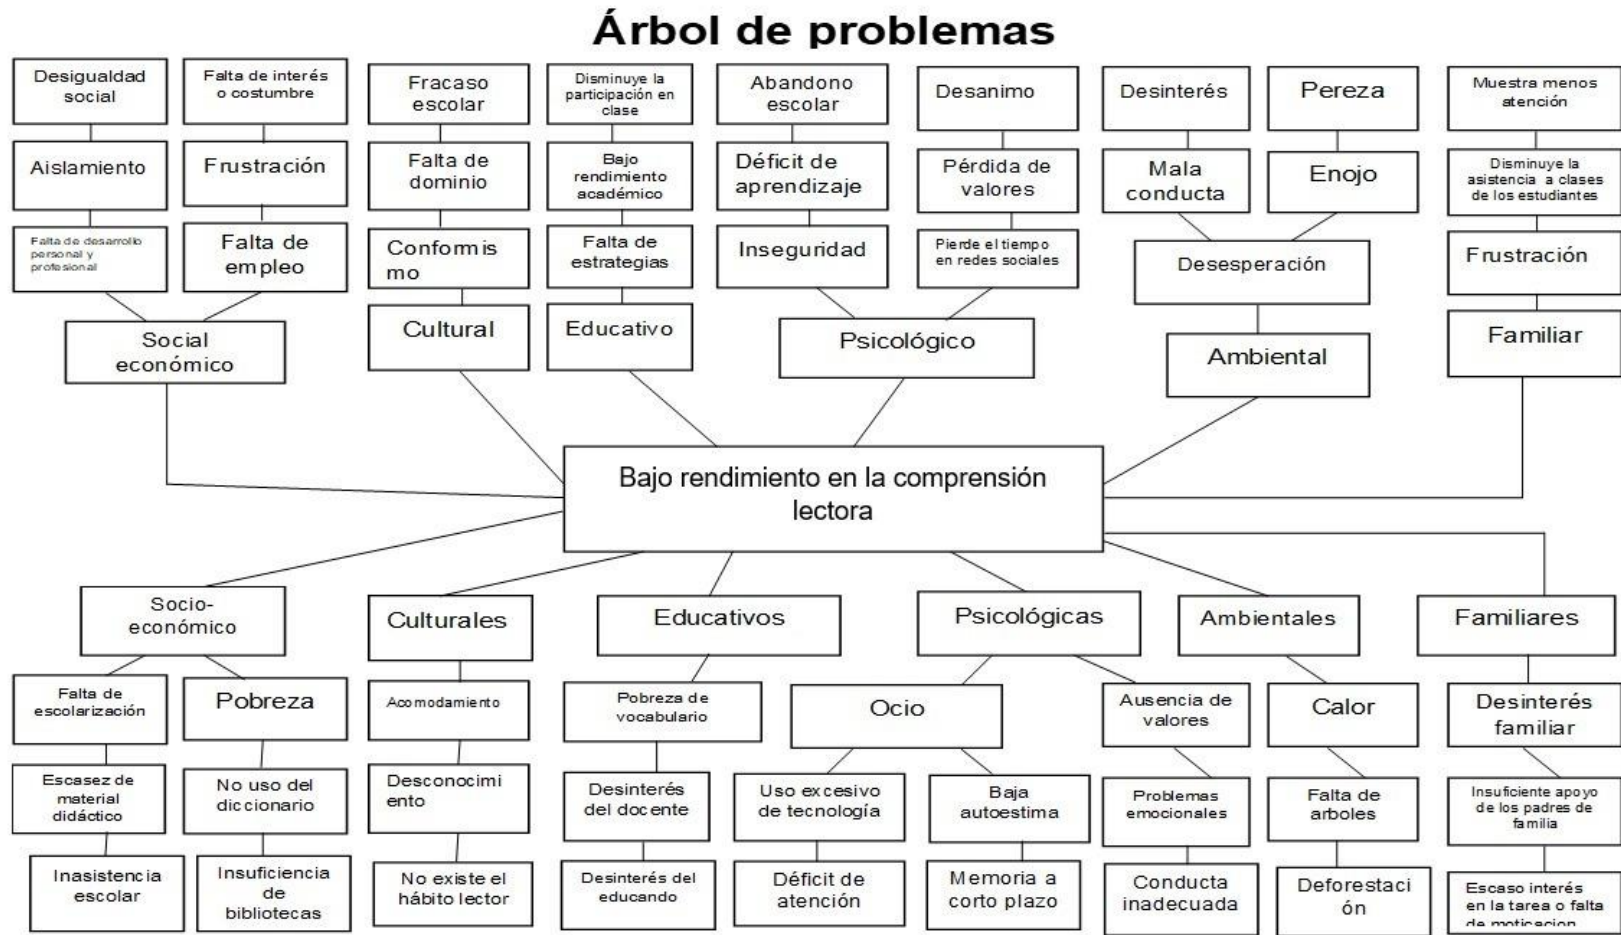 Árbol de problemas
Desigualdad
social
Falta de interés
o costumbre
Fracaso
escolar
Disminuye la
participación en
clase
Abandono
escolar
Desanimo
Desinterés
Pereza
Muestra menos
atención
Aislamiento
Frustración
Falta de
dominio
Bajo
rendimiento
académico
Déficit de
aprendizaje
Pérdida de
valores
Mala
conducta
Enojo
Disminuye la
asistencia a clases
de los estudiantes
Falta de desarrollo
personal y
profesional
Falta de
empleo
Conformis
mo
Falta de
estrategias
Inseguridad
Pierde el tiempo
en redes sociales
Desesperación
Frustración
Social
económico
Cultural
Educativo
Psicológico
Ambiental
Familiar
Bajo rendimiento en la comprensión
lectora
Socio-
económico
Culturales
Educativos
Psicológicas
Ambientales
Familiares
Falta de
escolarización
Pobreza
Acomodamiento
Pobreza de
vocabulario
Ocio
Ausencia de
valores
Calor
Desinterés
familiar
Escasez de
material
didáctico
No uso del
diccionario
Desconocimi
ento
Desinterés
del docente
Uso excesivo
de tecnología
Baja
autoestima
Problemas
emocionales
Falta de
arboles
Insuficiente apoyo
de los padres de
familia
Inasistencia
escolar
Insuficiencia
de
bibliotecas
No existe el
hábito lector
Desinterés del
educando
Déficit de
atención
Memoria a
corto plazo
Conducta
inadecuada
Deforestaci
ón
Escaso interés
en la tarea o falta
de moticacion